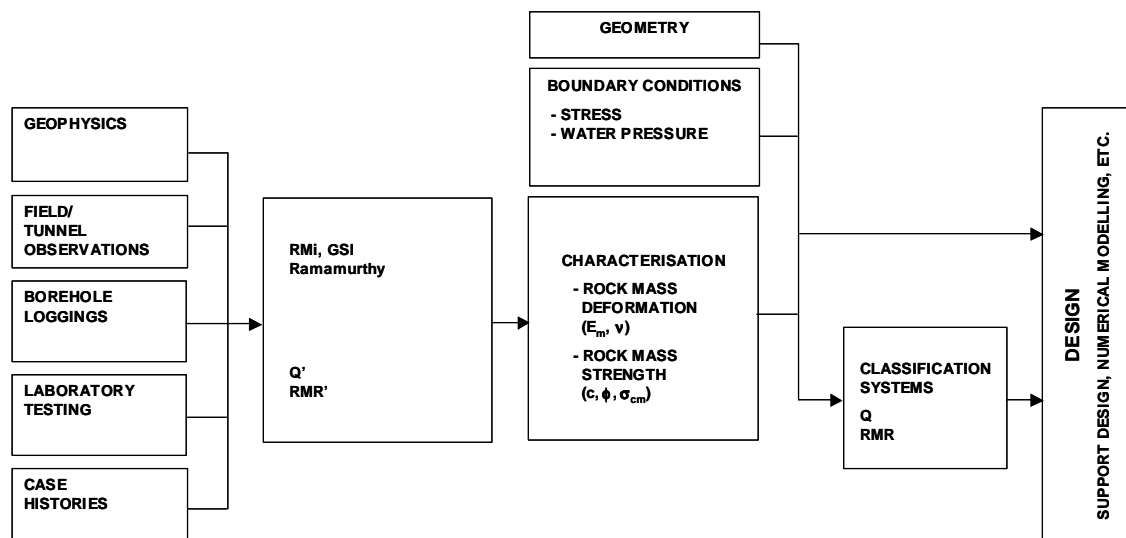 GEOPHYSICS
FIELD/
TUNNEL
OBSERVATIONS
BOREHOLE
LOGGINGS
LABORATORY
TESTING
CASE
HISTORIES
RMi, GSI
Ramamurthy
Q’
RMR’
GEOMETRY
BOUNDARY CONDITIONS
- STRESS
- WATER PRESSURE
CHARACTERISATION
- ROCK MASS
DEFORMATION
(Em, ν)
- ROCK MASS
STRENGTH
(c, ϕ, σcm)
CLASSIFICATION
SYSTEMS
Q
RMR
DESIGN
SUPPORT DESIGN, NUMERICAL MODELLING, ETC.